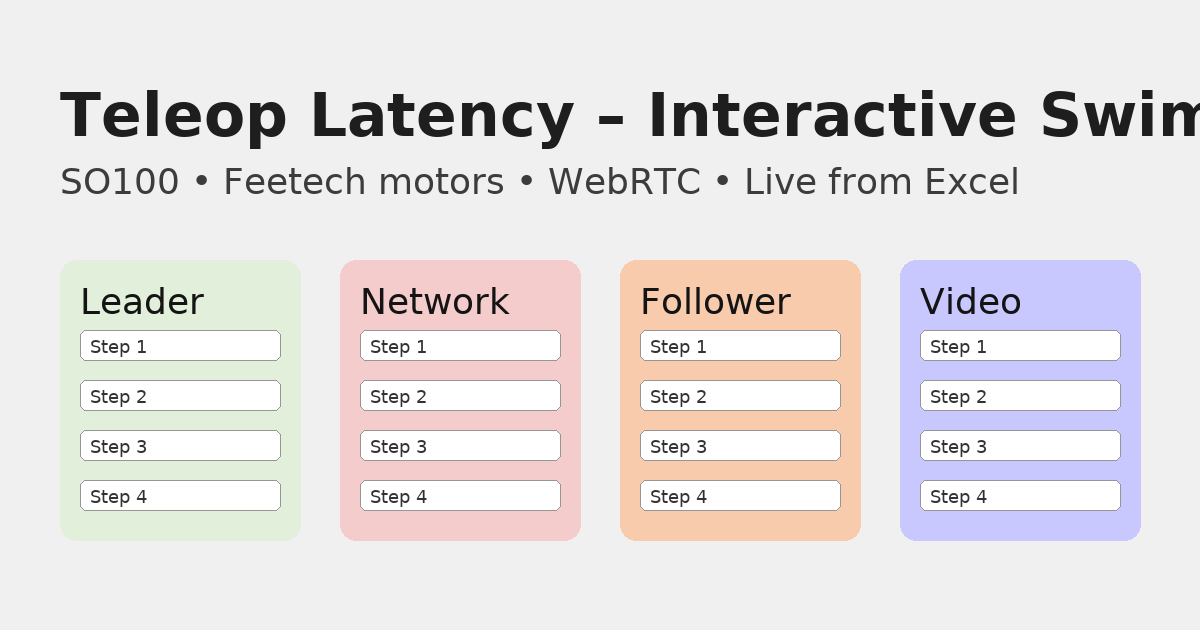 Teleop Latency – Interactive Swim
SO100 • Feetech motors • WebRTC • Live from Excel
Leader
Step 1
Step 2
Step 3
Step 4
Network
Step 1
Step 2
Step 3
Step 4
Follower
Step 1
Step 2
Step 3
Step 4
Video
Step 1
Step 2
Step 3
Step 4